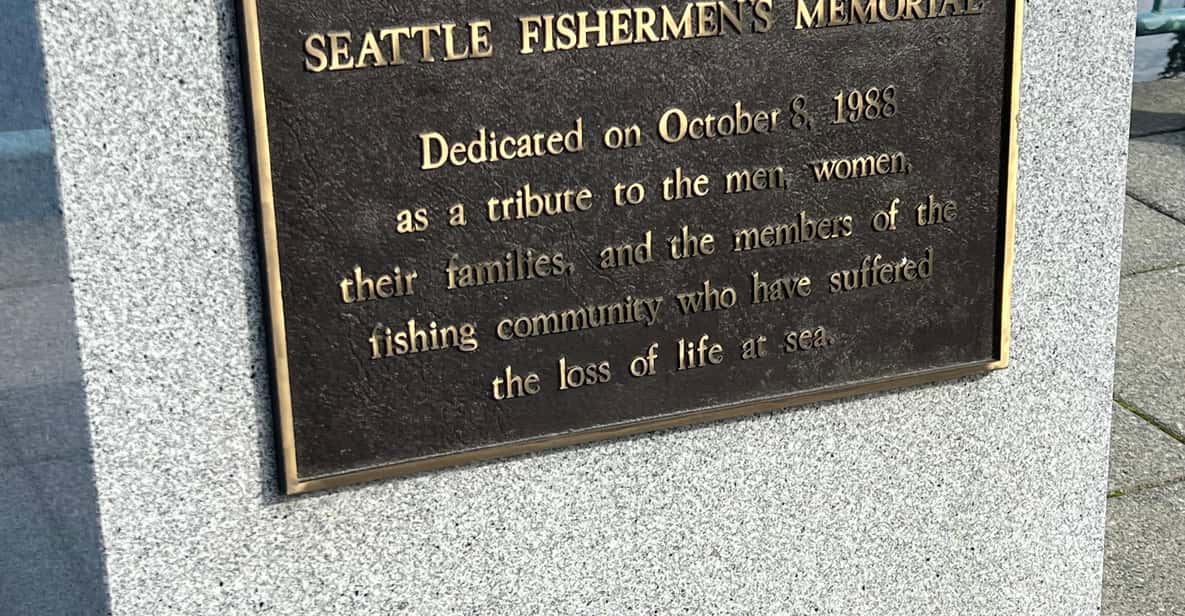 SEATTLE FISHERMEN'S MEMORIAL
Dedicated on October 8, 1988
as a tribute to the men, women,
their families, and the members of the
fishing community who have suffered
the loss of life at sea.